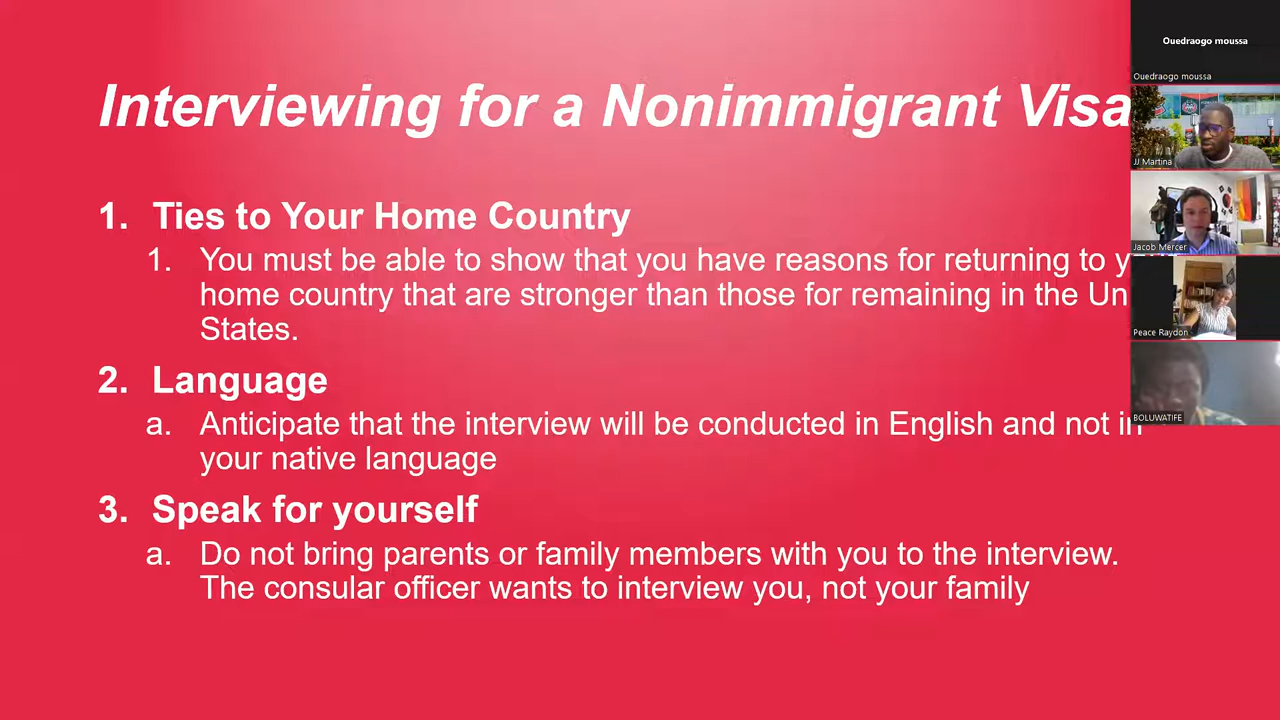 Interviewing for a Nonimmigrant Visa
1. Ties to Your Home Country
1. You must be able to show that you have reasons for returning to y
home country that are stronger than those for remaining in the Un
States.
2. Language
a. Anticipate that the interview will be conducted in English and not in
your native language
3. Speak for yourself
a. Do not bring parents or family members with you to the interview.
The consular officer wants to interview you, not your family
Ouedraogo moussa
Ouedraogo moussa
JJ Martina
Jacob Mercer
Peace Raydon
BOLUWATIFE